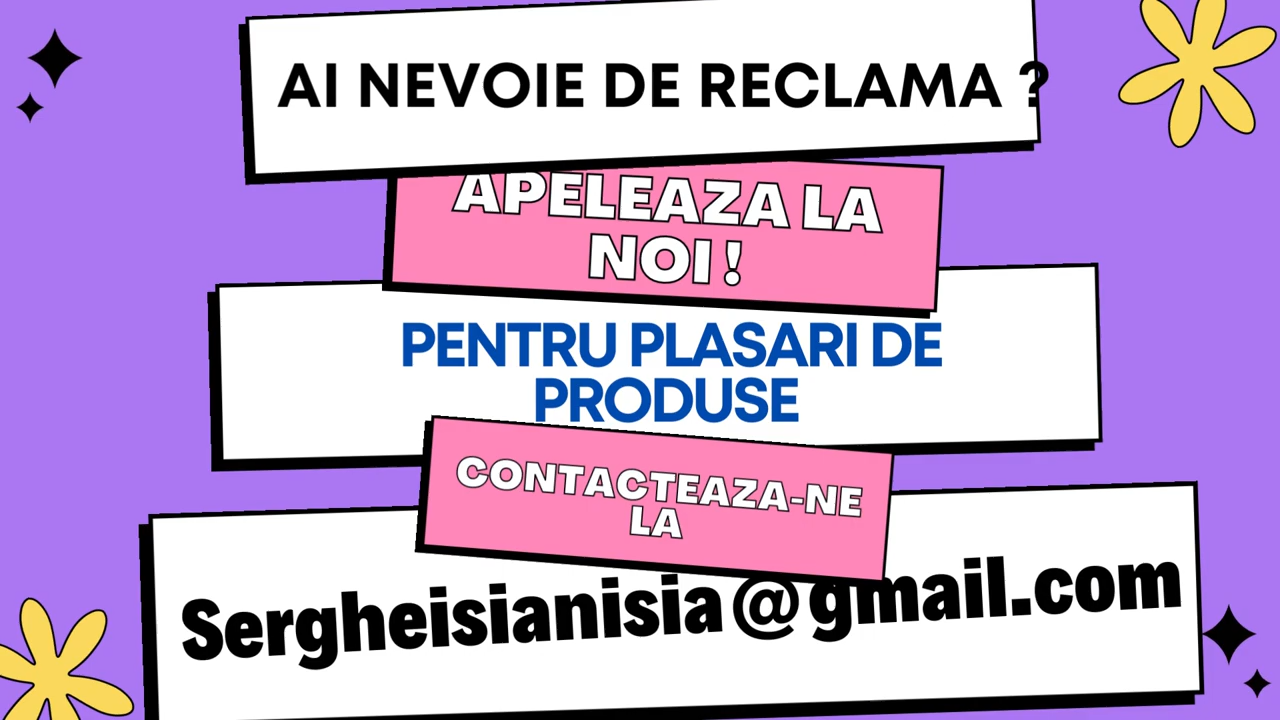 AI NEVOIE DE RECLAMA ?
APELEAZA LA
NOI !
PENTRU PLASARI DE
PRODUSE
CONTACTEAZA-NE
LA
Sergheisianisia@gmail.com